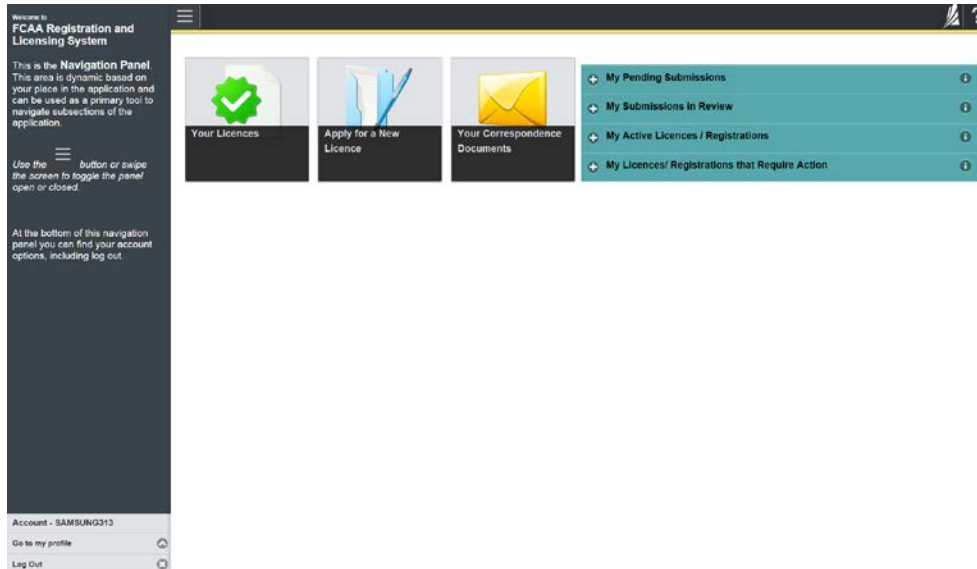 Welcome to
FCAA Registration and
Licensing System
This is the Navigation Panel.
This area is dynamic based on
your place in the application and
can be used as a primary tool to
navigate subsections of the
application.
Use the button or swipe
the screen to toggle the panel
open or closed.
At the bottom of this navigation
panel you can find your account
options, including log out.
Account - SAMSUNG313
Go to my profile
Log Out
?
Your Licences
Apply for a New
Licence
Your Correspondence
Documents
My Pending Submissions
My Submissions in Review
My Active Licences / Registrations
My Licences/ Registrations that Require Action